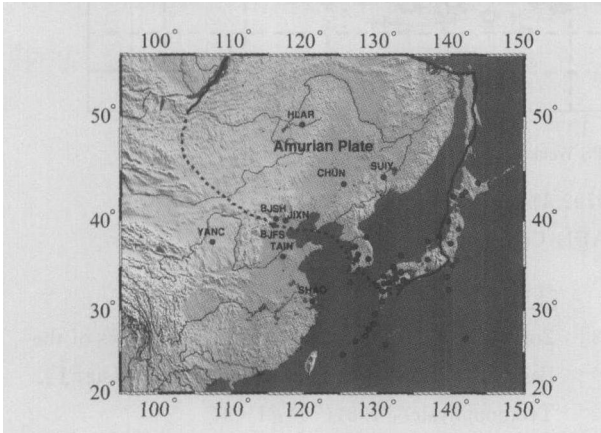 100° 110° 120° 130° 140° 150°
50° 50°
HLAR
Amurian Plate
CHUN SUIY
BJSH JIXN
40° 40°
YANC BJFS
TAIN
SHAO
30° 30°
20° 20°
100° 110° 120° 130° 140° 150°